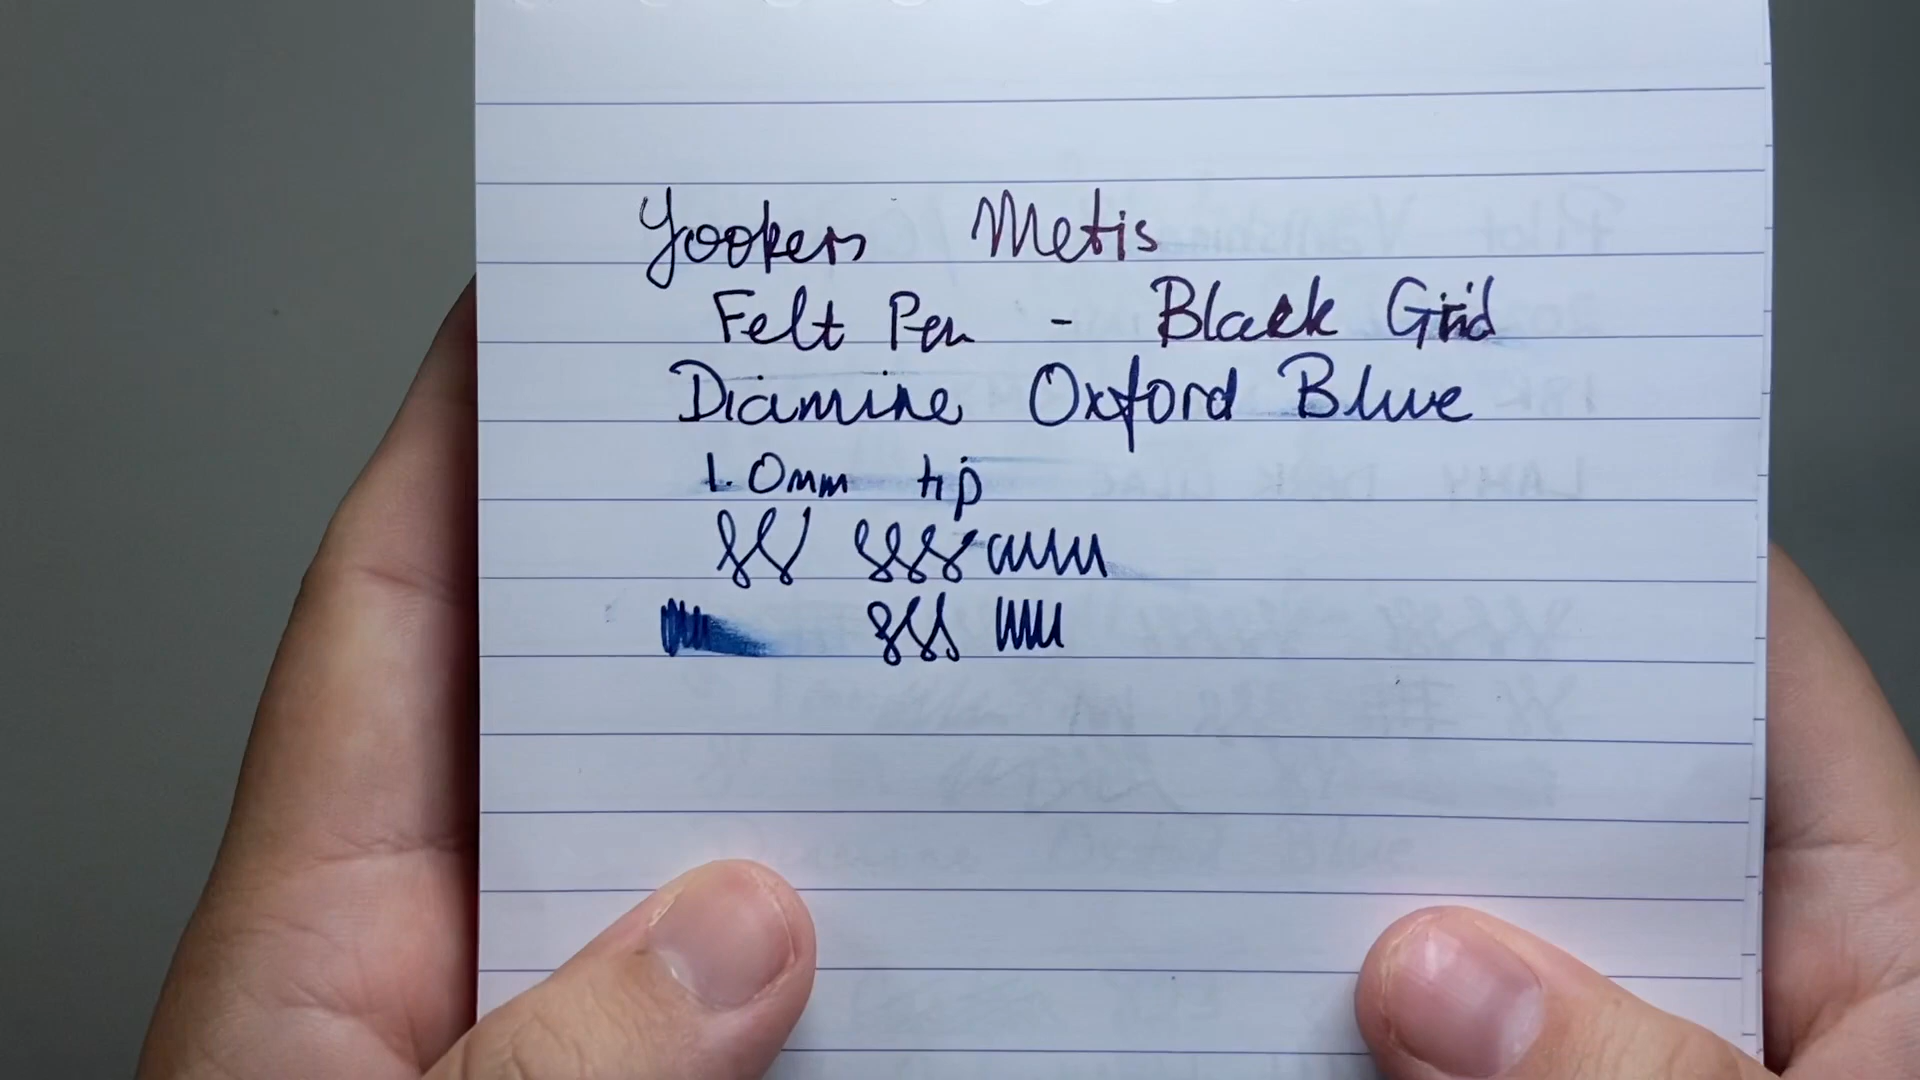 Yookers Metis
Felt Pen - Black Grid
Diamine Oxford Blue
1.0mm tip